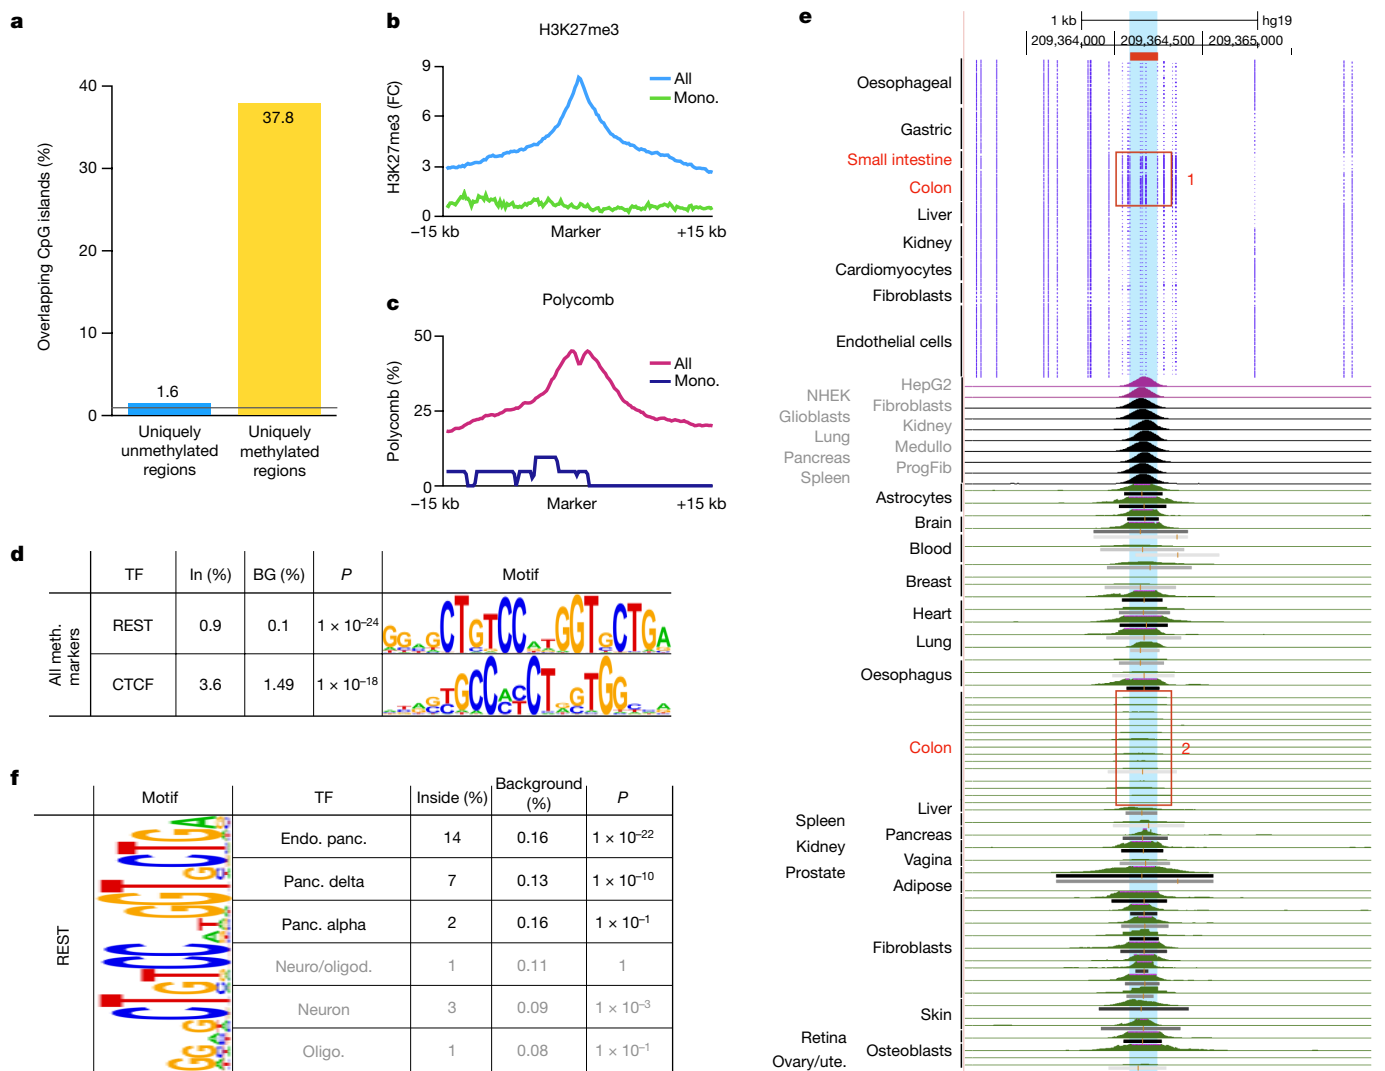 a
Overlapping CpG islands (%)
40
30
20
10
0
1.6
37.8
Uniquely
unmethylated
regions
Uniquely
methylated
regions
b
H3K27me3
H3K27me3 (FC)
9
6
3
0
All
Mono.
–15 kb
Marker
+15 kb
c
Polycomb
Polycomb (%)
50
25
0
All
Mono.
–15 kb
Marker
+15 kb
d
TF In (%) BG (%) P Motif
All meth.
markers
REST 0.9 0.1 1 × 10–24
CTCF 3.6 1.49 1 × 10–18
e
1 kb hg19
209,364,000 209,364,500 209,365,000
Oesophageal
Gastric
Small intestine
Colon
1
Liver
Kidney
Cardiomyocytes
Fibroblasts
Endothelial cells
HepG2
NHEK
Fibroblasts
Glioblasts
Kidney
Lung
Medullo
Pancreas
ProgFib
Spleen
Astrocytes
Brain
Blood
Breast
Heart
Lung
Oesophagus
Colon
2
Liver
Spleen
Pancreas
Kidney
Vagina
Prostate
Adipose
Fibroblasts
Skin
Retina
Osteoblasts
Ovary/ute.
f
Motif TF Inside (%) Background
(%) P
REST
Endo. panc. 14 0.16 1 × 10–22
Panc. delta 7 0.13 1 × 10–10
Panc. alpha 2 0.16 1 × 10–1
Neuro/oligod. 1 0.11 1
Neuron 3 0.09 1 × 10–3
Oligo. 1 0.08 1 × 10–1